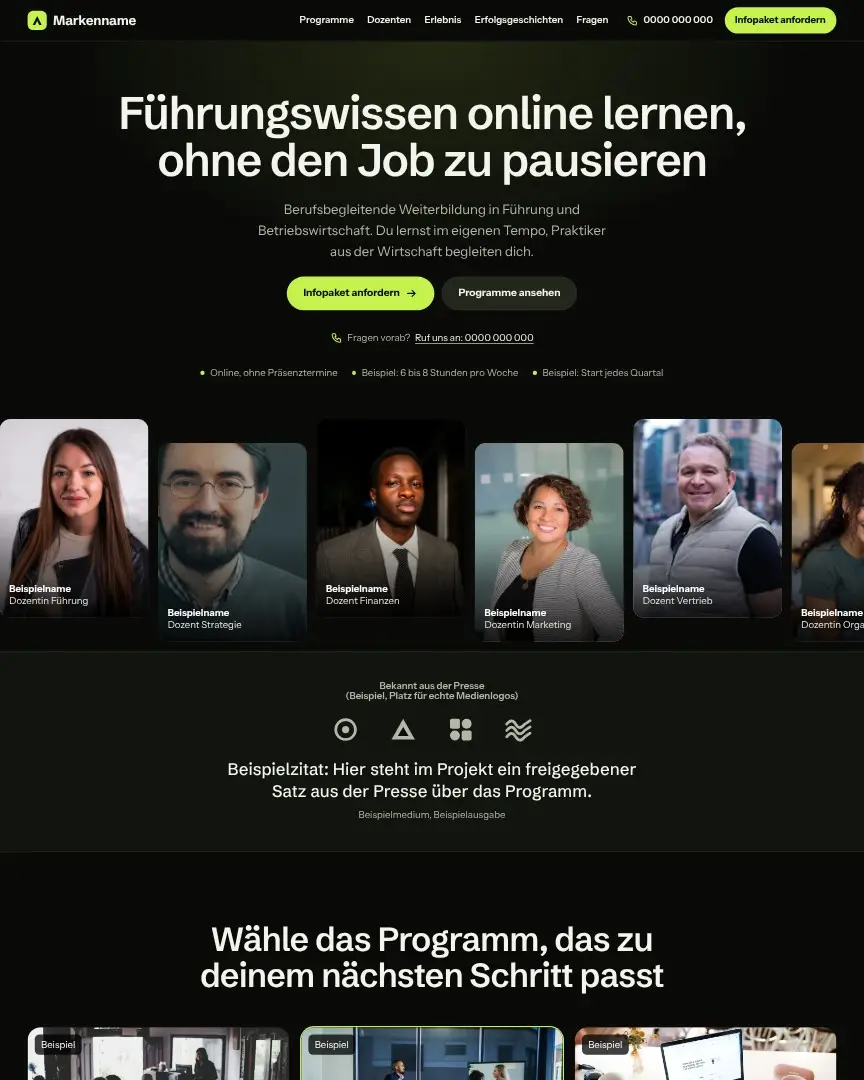 Markenname
Programme Dozenten Erlebnis Erfolgsgeschichten Fragen 0000 000 000 Infopaket anfordern
Führungswissen online lernen,
ohne den Job zu pausieren
Berufsbegleitende Weiterbildung in Führung und
Betriebswirtschaft. Du lernst im eigenen Tempo, Praktiker
aus der Wirtschaft begleiten dich.
Infopaket anfordern → Programme ansehen
Fragen vorab? Ruf uns an: 0000 000 000
Online, ohne Präsenztermine Beispiel: 6 bis 8 Stunden pro Woche Beispiel: Start jedes Quartal
Beispielname
Dozentin Führung
Beispielname
Dozent Strategie
Beispielname
Dozent Finanzen
Beispielname
Dozentin Marketing
Beispielname
Dozent Vertrieb
Beispielname
Dozentin Orga
Bekannt aus der Presse
(Beispiel, Platz für echte Medienlogos)
Beispielzitat: Hier steht im Projekt ein freigegebener
Satz aus der Presse über das Programm.
Beispielmedium, Beispielausgabe
Wähle das Programm, das zu
deinem nächsten Schritt passt
Beispiel
Beispiel
Beispiel